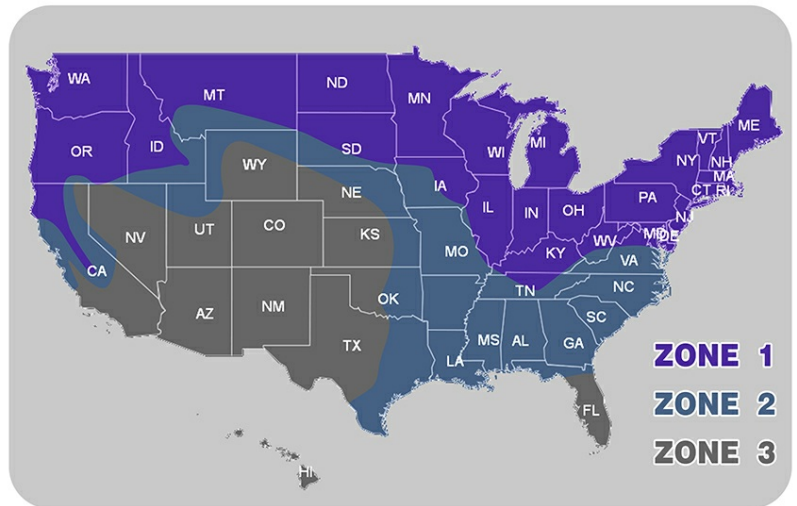 WA
MT
ND
MN
ME
VT
OR
ID
SD
WI
MI
NY
NH
MA
WY
CT
RI
NE
IA
IL
IN
OH
PA
NJ
NV
UT
CO
KS
MO
KY
WV
MD
DE
VA
CA
OK
TN
NC
AZ
NM
SC
TX
LA
MS
AL
GA
ZONE 1
ZONE 2
FL
ZONE 3
HI